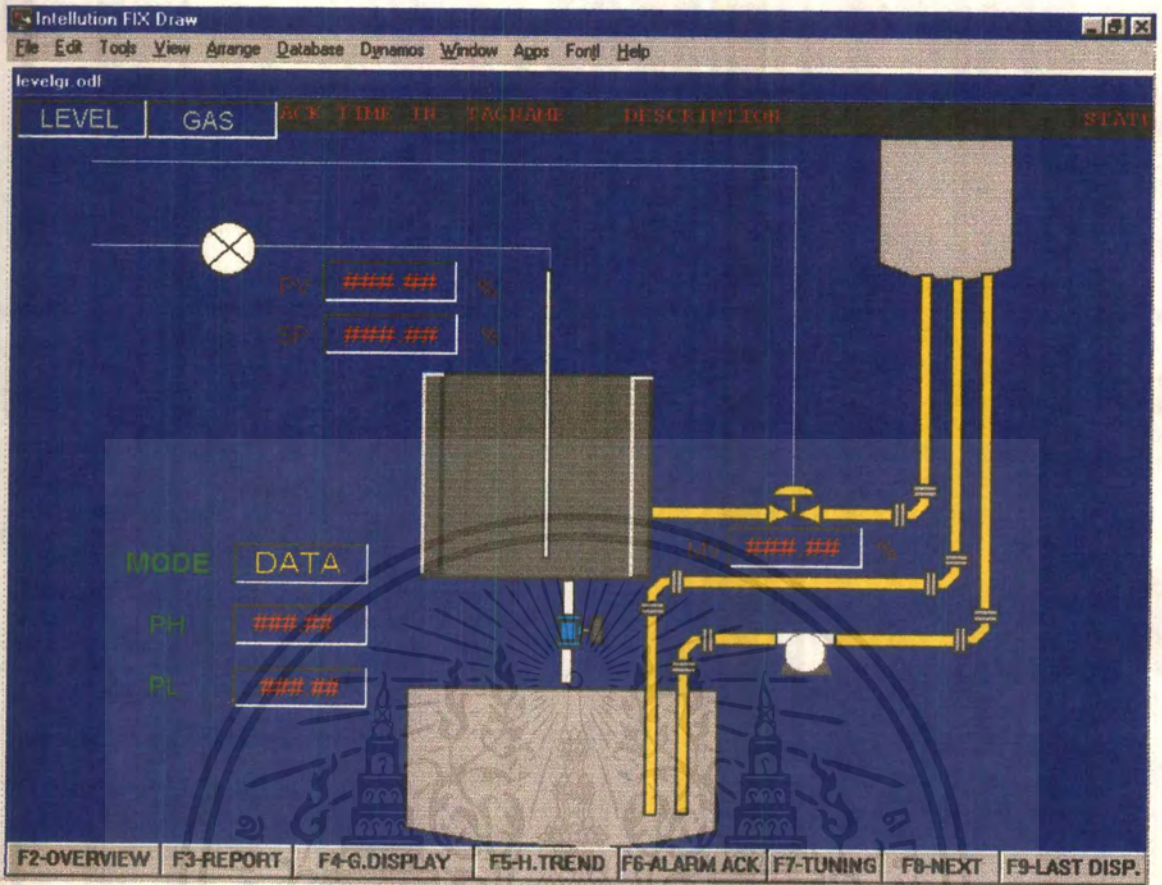 Intellution FIX Draw
File Edit Tools View Arrange Database Dynamos Window Apps Font! Help
levelgr.odf
LEVEL GAS ACK TIME IN TAGNAME DESCRIPTION STATU
PV ###.## %
SP ###.## %
MV ###.## %
MODE DATA
PH ###.##
PL ###.##
F2-OVERVIEW F3-REPORT F4-G.DISPLAY F5-H.TREND F6-ALARM ACK F7-TUNING F8-NEXT F9-LAST DISP.